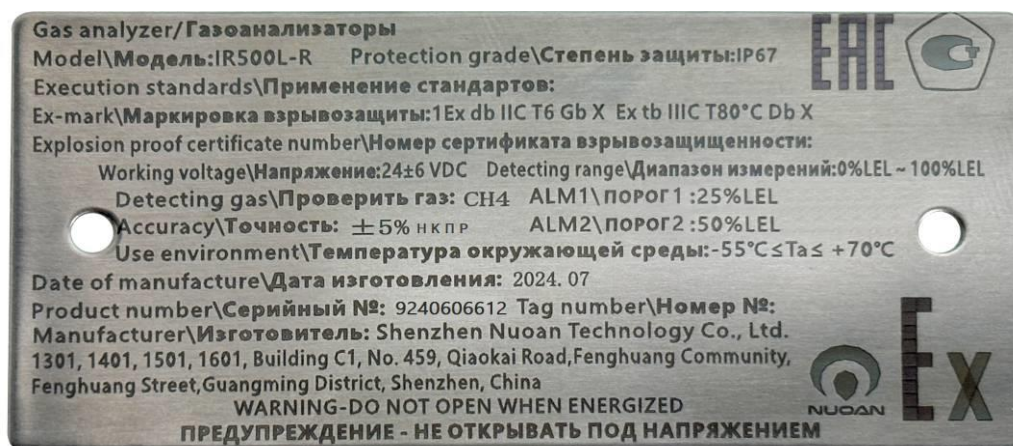 Gas analyzer/Газоанализаторы
Model\Модель:IR500L-R Protection grade\Степень защиты:IP67
Execution standards\Применение стандартов:
Ex-mark\Маркировка взрывозащиты:1Ex db IIC T6 Gb X Ex tb IIIC T80°C Db X
Explosion proof certificate number\Номер сертификата взрывозащищенности:
Working voltage\Напряжение:24±6 VDC Detecting range\Диапазон измерений:0%LEL ~ 100%LEL
Detecting gas\Проверить газ: CH4 ALM1\ПОРОГ1 :25%LEL
Accuracy\Точность: ±5% НКПР ALM2\ПОРОГ2 :50%LEL
Use environment\Температура окружающей среды:-55°C≤Ta≤ +70°C
Date of manufacture\Дата изготовления: 2024.07
Product number\Серийный №: 9240606612 Tag number\Номер №:
Manufacturer\Изготовитель: Shenzhen Nuoan Technology Co., Ltd.
1301, 1401, 1501, 1601, Building C1, No. 459, Qiaokai Road,Fenghuang Community,
Fenghuang Street,Guangming District, Shenzhen, China
WARNING-DO NOT OPEN WHEN ENERGIZED
ПРЕДУПРЕЖДЕНИЕ - НЕ ОТКРЫВАТЬ ПОД НАПРЯЖЕНИЕМ
EAC
NUOAN
Ex